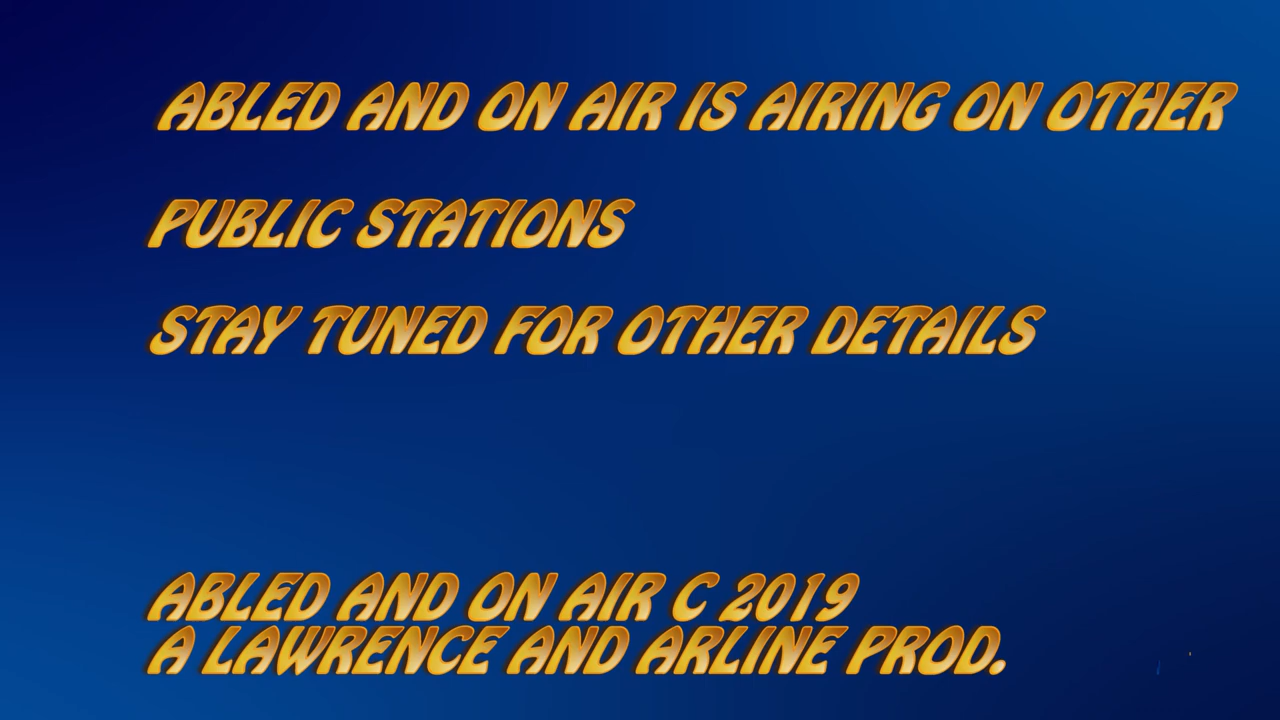 ABLED AND ON AIR IS AIRING ON OTHER
PUBLIC STATIONS
STAY TUNED FOR OTHER DETAILS
ABLED AND ON AIR C 2019
A LAWRENCE AND ARLINE PROD.